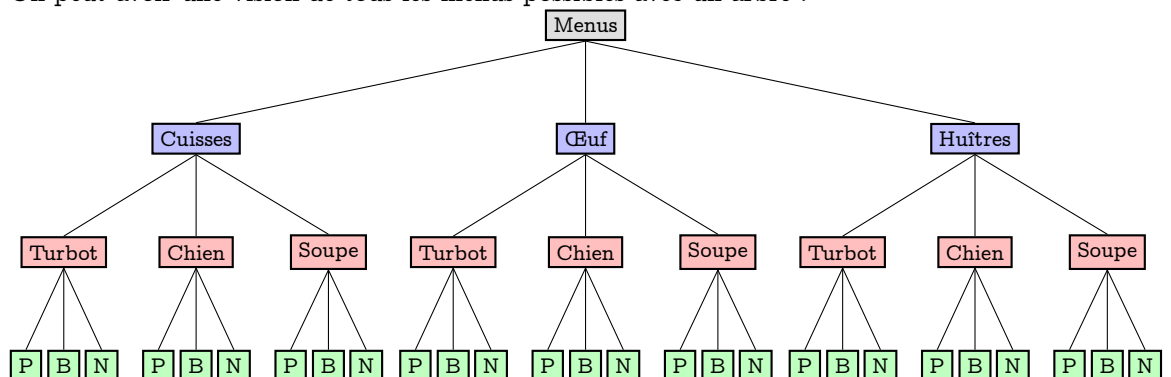 On peut avoir une vision de tous les menus possibles avec un arbre :
Menus
Cuisses Œuf Huîtres
Turbot Chien Soupe Turbot Chien Soupe Turbot Chien Soupe
P B N P B N P B N P B N P B N P B N P B N P B N P B N